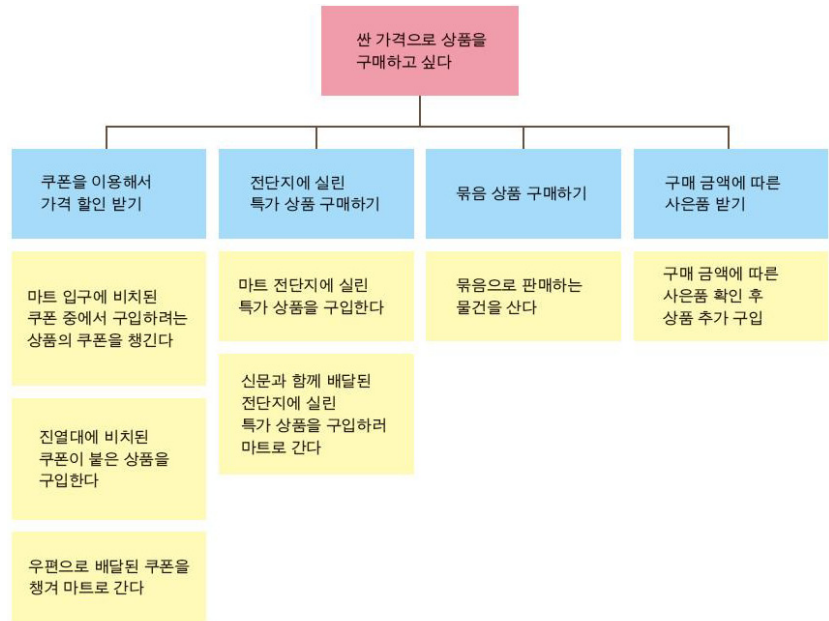 싼 가격으로 상품을
구매하고 싶다
쿠폰을 이용해서
가격 할인 받기
전단지에 실린
특가 상품 구매하기
묶음 상품 구매하기
구매 금액에 따른
사은품 받기
마트 입구에 비치된
쿠폰 중에서 구입하려는
상품의 쿠폰을 챙긴다
진열대에 비치된
쿠폰이 붙은 상품을
구입한다
우편으로 배달된 쿠폰을
챙겨 마트로 간다
마트 전단지에 실린
특가 상품을 구입한다
신문과 함께 배달된
전단지에 실린
특가 상품을 구입하러
마트로 간다
묶음으로 판매하는
물건을 산다
구매 금액에 따른
사은품 확인 후
상품 추가 구입